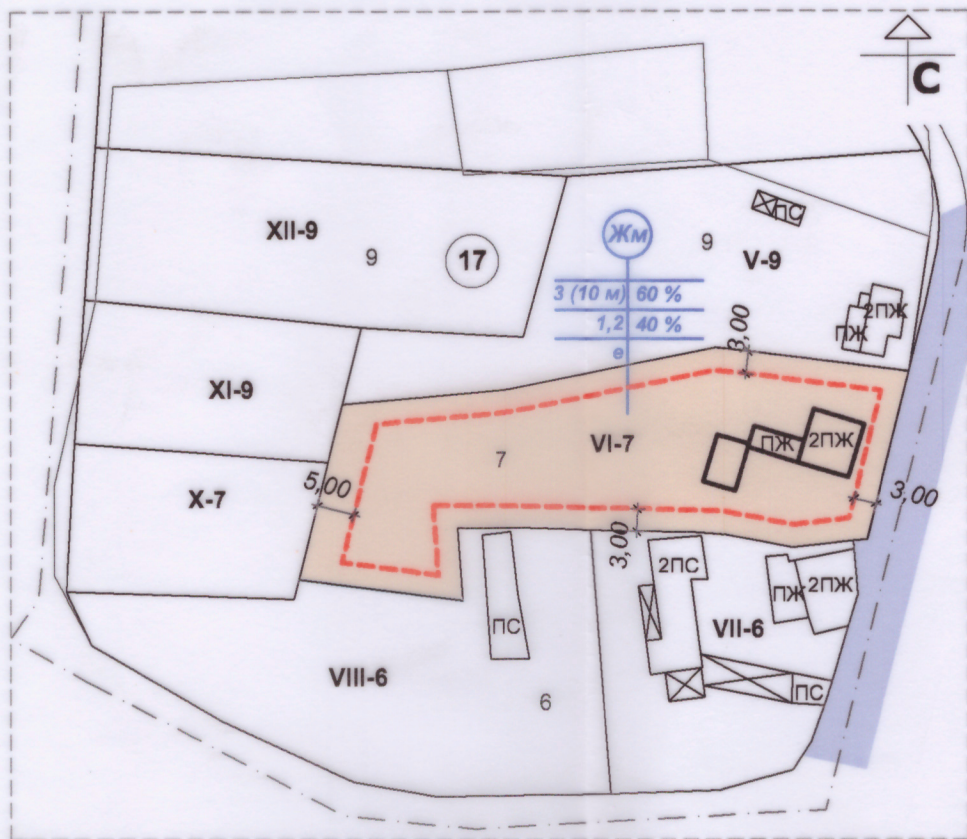 С
ПС
XII-9
9
17
Жм
9
V-9
3 (10 м) 60 %
1,2 40 %
е
3,00
2ПЖ
ПЖ
XI-9
VI-7
ПЖ
2ПЖ
7
X-7
5,00
3,00
3,00
2ПС
ПЖ
2ПЖ
ПС
VII-6
VIII-6
6
ПС